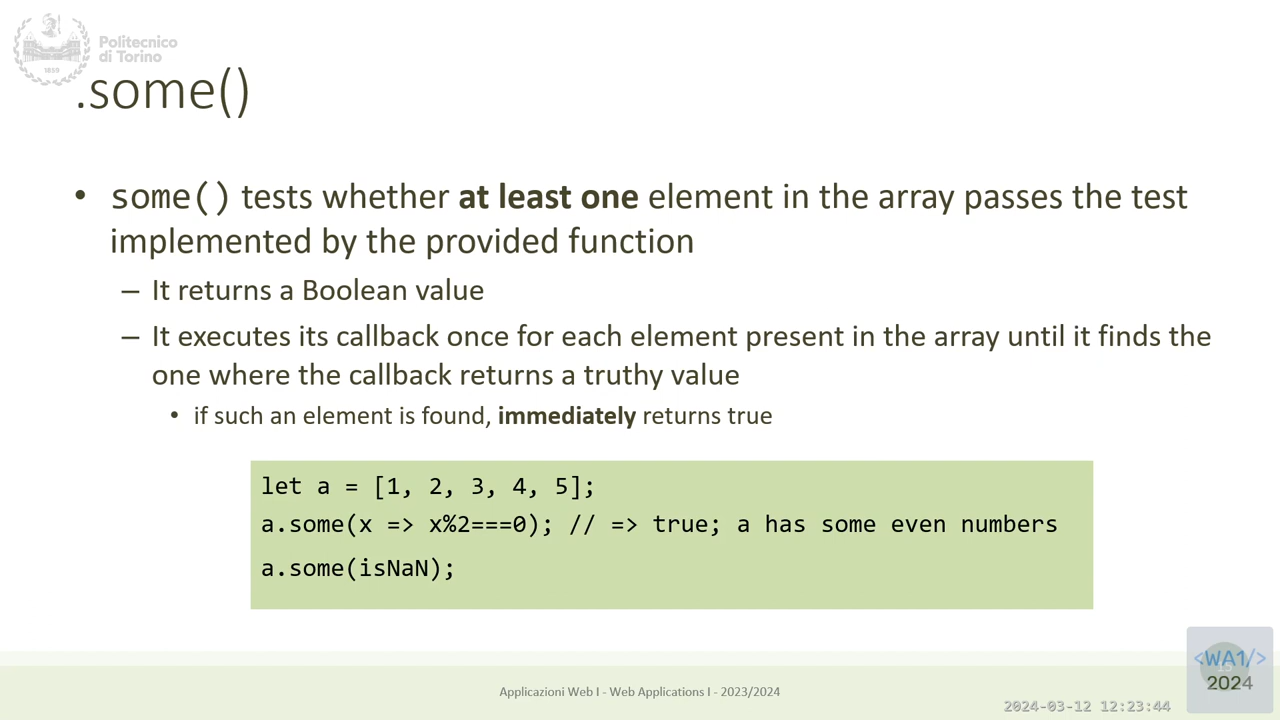 Politecnico
di Torino
1859
.some()
• some() tests whether at least one element in the array passes the test
implemented by the provided function
– It returns a Boolean value
– It executes its callback once for each element present in the array until it finds the
one where the callback returns a truthy value
• if such an element is found, immediately returns true
let a = [1, 2, 3, 4, 5];
a.some(x => x%2===0); // => true; a has some even numbers
a.some(isNaN);
Applicazioni Web I - Web Applications I - 2023/2024
<WA1/>
2024
2024-03-12 12:23:44